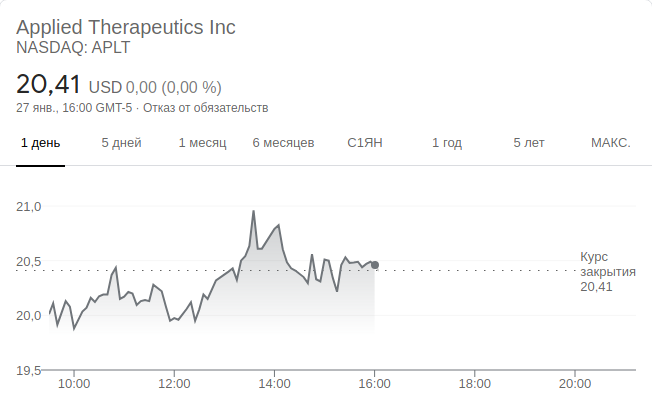 Applied Therapeutics Inc
NASDAQ: APLT
20,41 USD 0,00 (0,00 %)
27 янв., 16:00 GMT-5 · Отказ от обязательств
1 день 5 дней 1 месяц 6 месяцев С1ЯН 1 год 5 лет МАКС.
21,0
20,5
Курс
закрытия
20,41
20,0
19,5
10:00 12:00 14:00 16:00 18:00 20:00